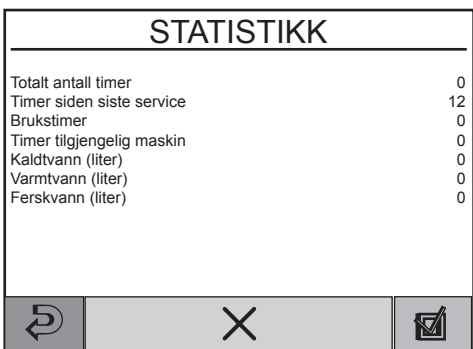 STATISTIKK
Totalt antall timer 0
Timer siden siste service 12
Brukstimer 0
Timer tilgjengelig maskin 0
Kaldtvann (liter) 0
Varmtvann (liter) 0
Ferskvann (liter) 0